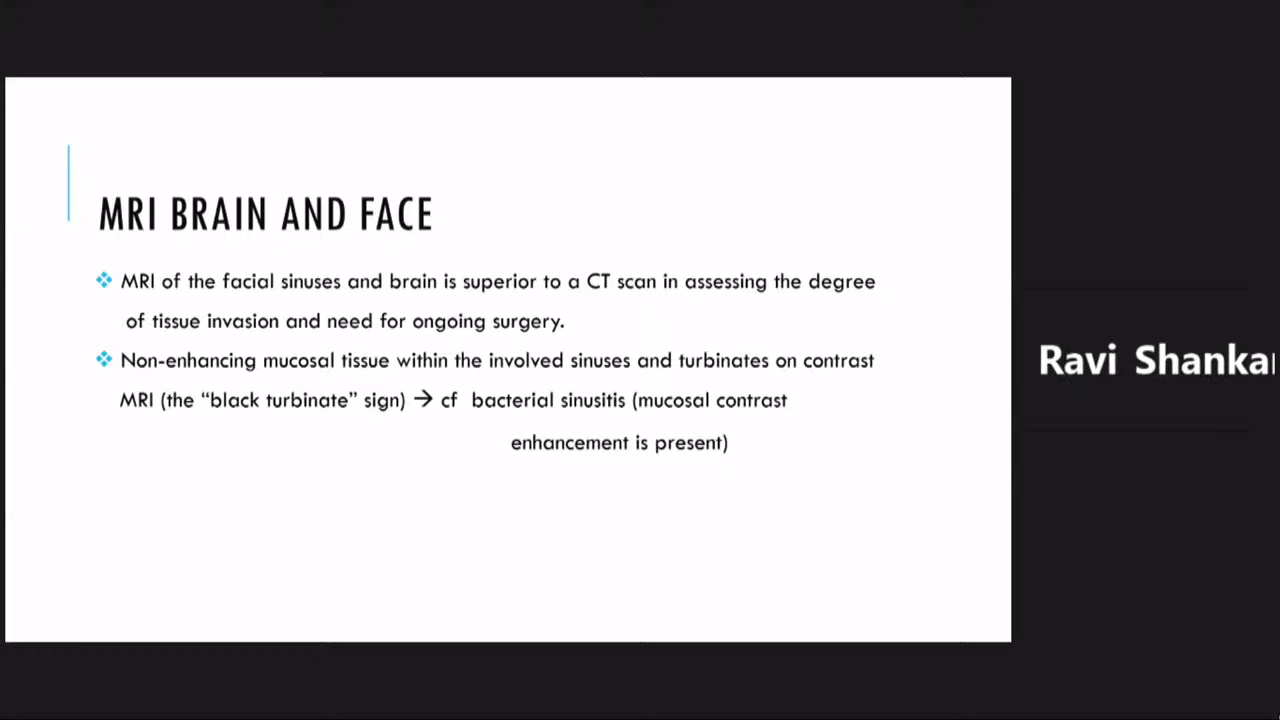 MRI BRAIN AND FACE
MRI of the facial sinuses and brain is superior to a CT scan in assessing the degree
of tissue invasion and need for ongoing surgery.
Non-enhancing mucosal tissue within the involved sinuses and turbinates on contrast
MRI (the “black turbinate” sign) → cf bacterial sinusitis (mucosal contrast
enhancement is present)
Ravi Shankar